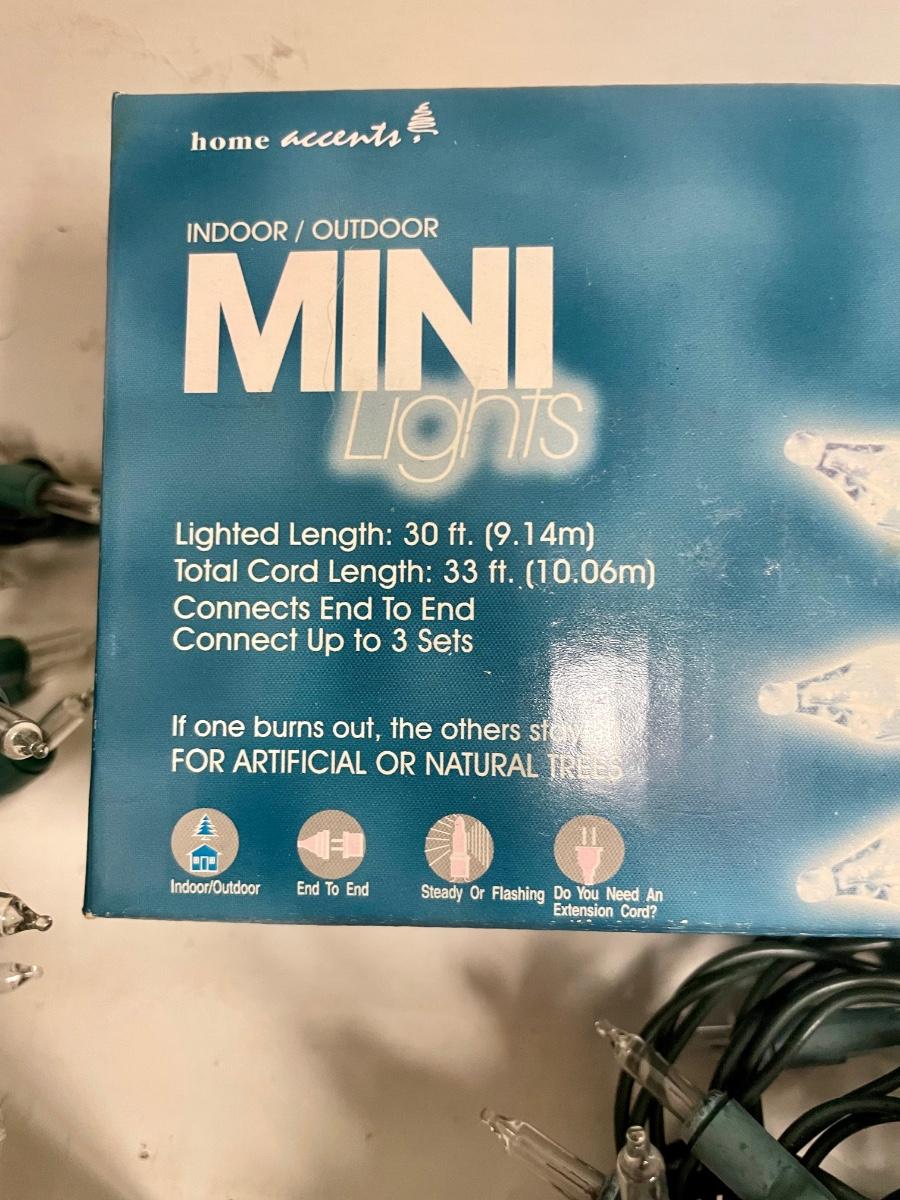 home accents
INDOOR / OUTDOOR
MINI
Lights
Lighted Length: 30 ft. (9.14m)
Total Cord Length: 33 ft. (10.06m)
Connects End To End
Connect Up to 3 Sets
If one burns out, the others stay
FOR ARTIFICIAL OR NATURAL TREES
Indoor/Outdoor
End To End
Steady Or Flashing
Do You Need An
Extension Cord?